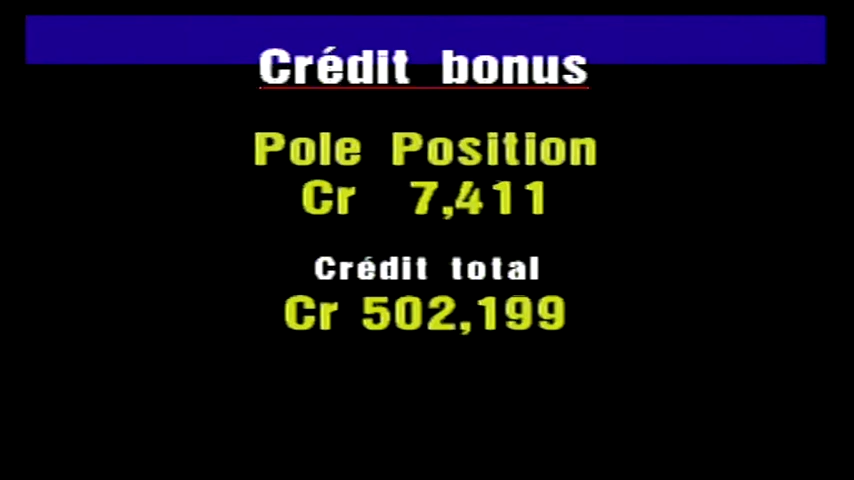 Crédit bonus
Pole Position
Cr 7,411
Crédit total
Cr 502,199